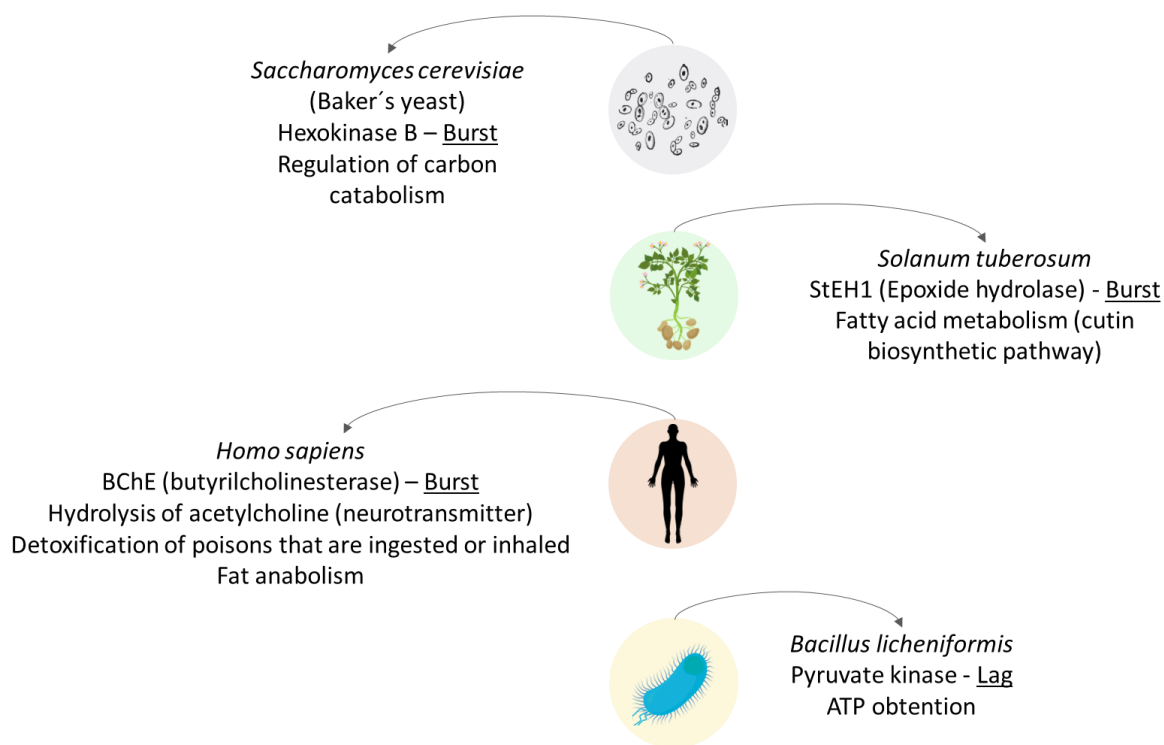 Saccharomyces cerevisiae
(Baker´s yeast)
Hexokinase B – Burst
Regulation of carbon
catabolism
Solanum tuberosum
StEH1 (Epoxide hydrolase) - Burst
Fatty acid metabolism (cutin
biosynthetic pathway)
Homo sapiens
BChE (butyrilcholinesterase) – Burst
Hydrolysis of acetylcholine (neurotransmitter)
Detoxification of poisons that are ingested or inhaled
Fat anabolism
Bacillus licheniformis
Pyruvate kinase - Lag
ATP obtention